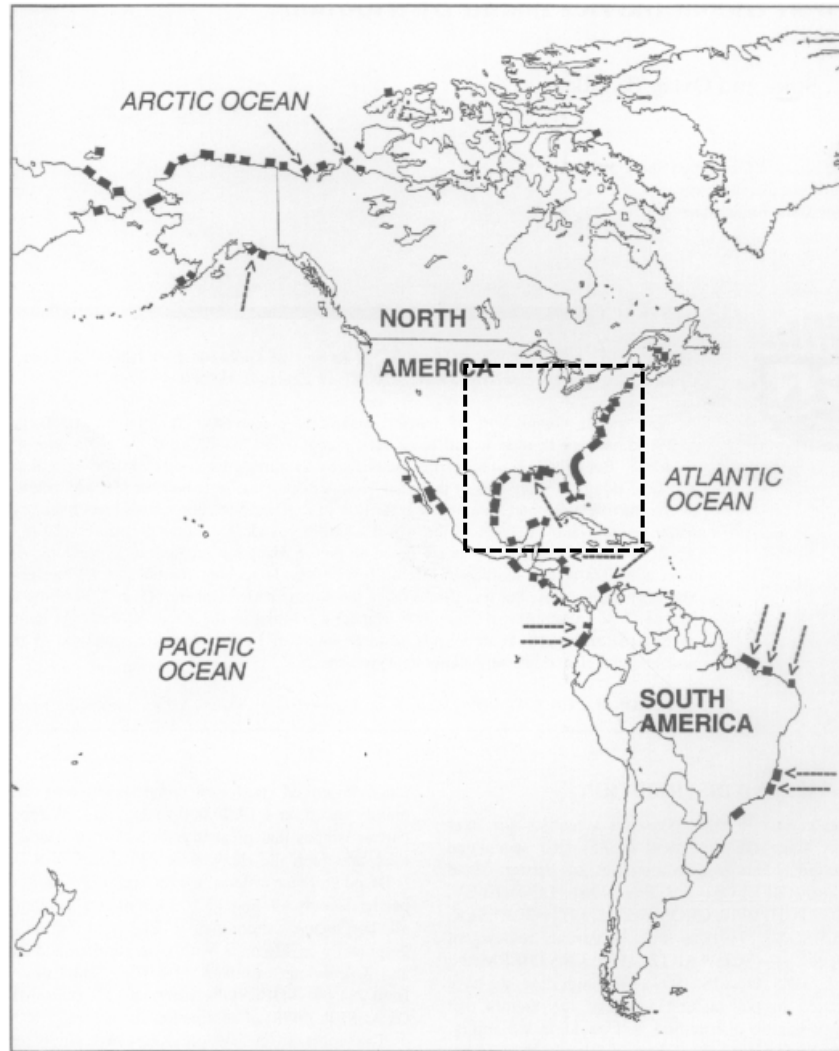 ARCTIC OCEAN
NORTH
AMERICA
ATLANTIC
OCEAN
PACIFIC
OCEAN
SOUTH
AMERICA